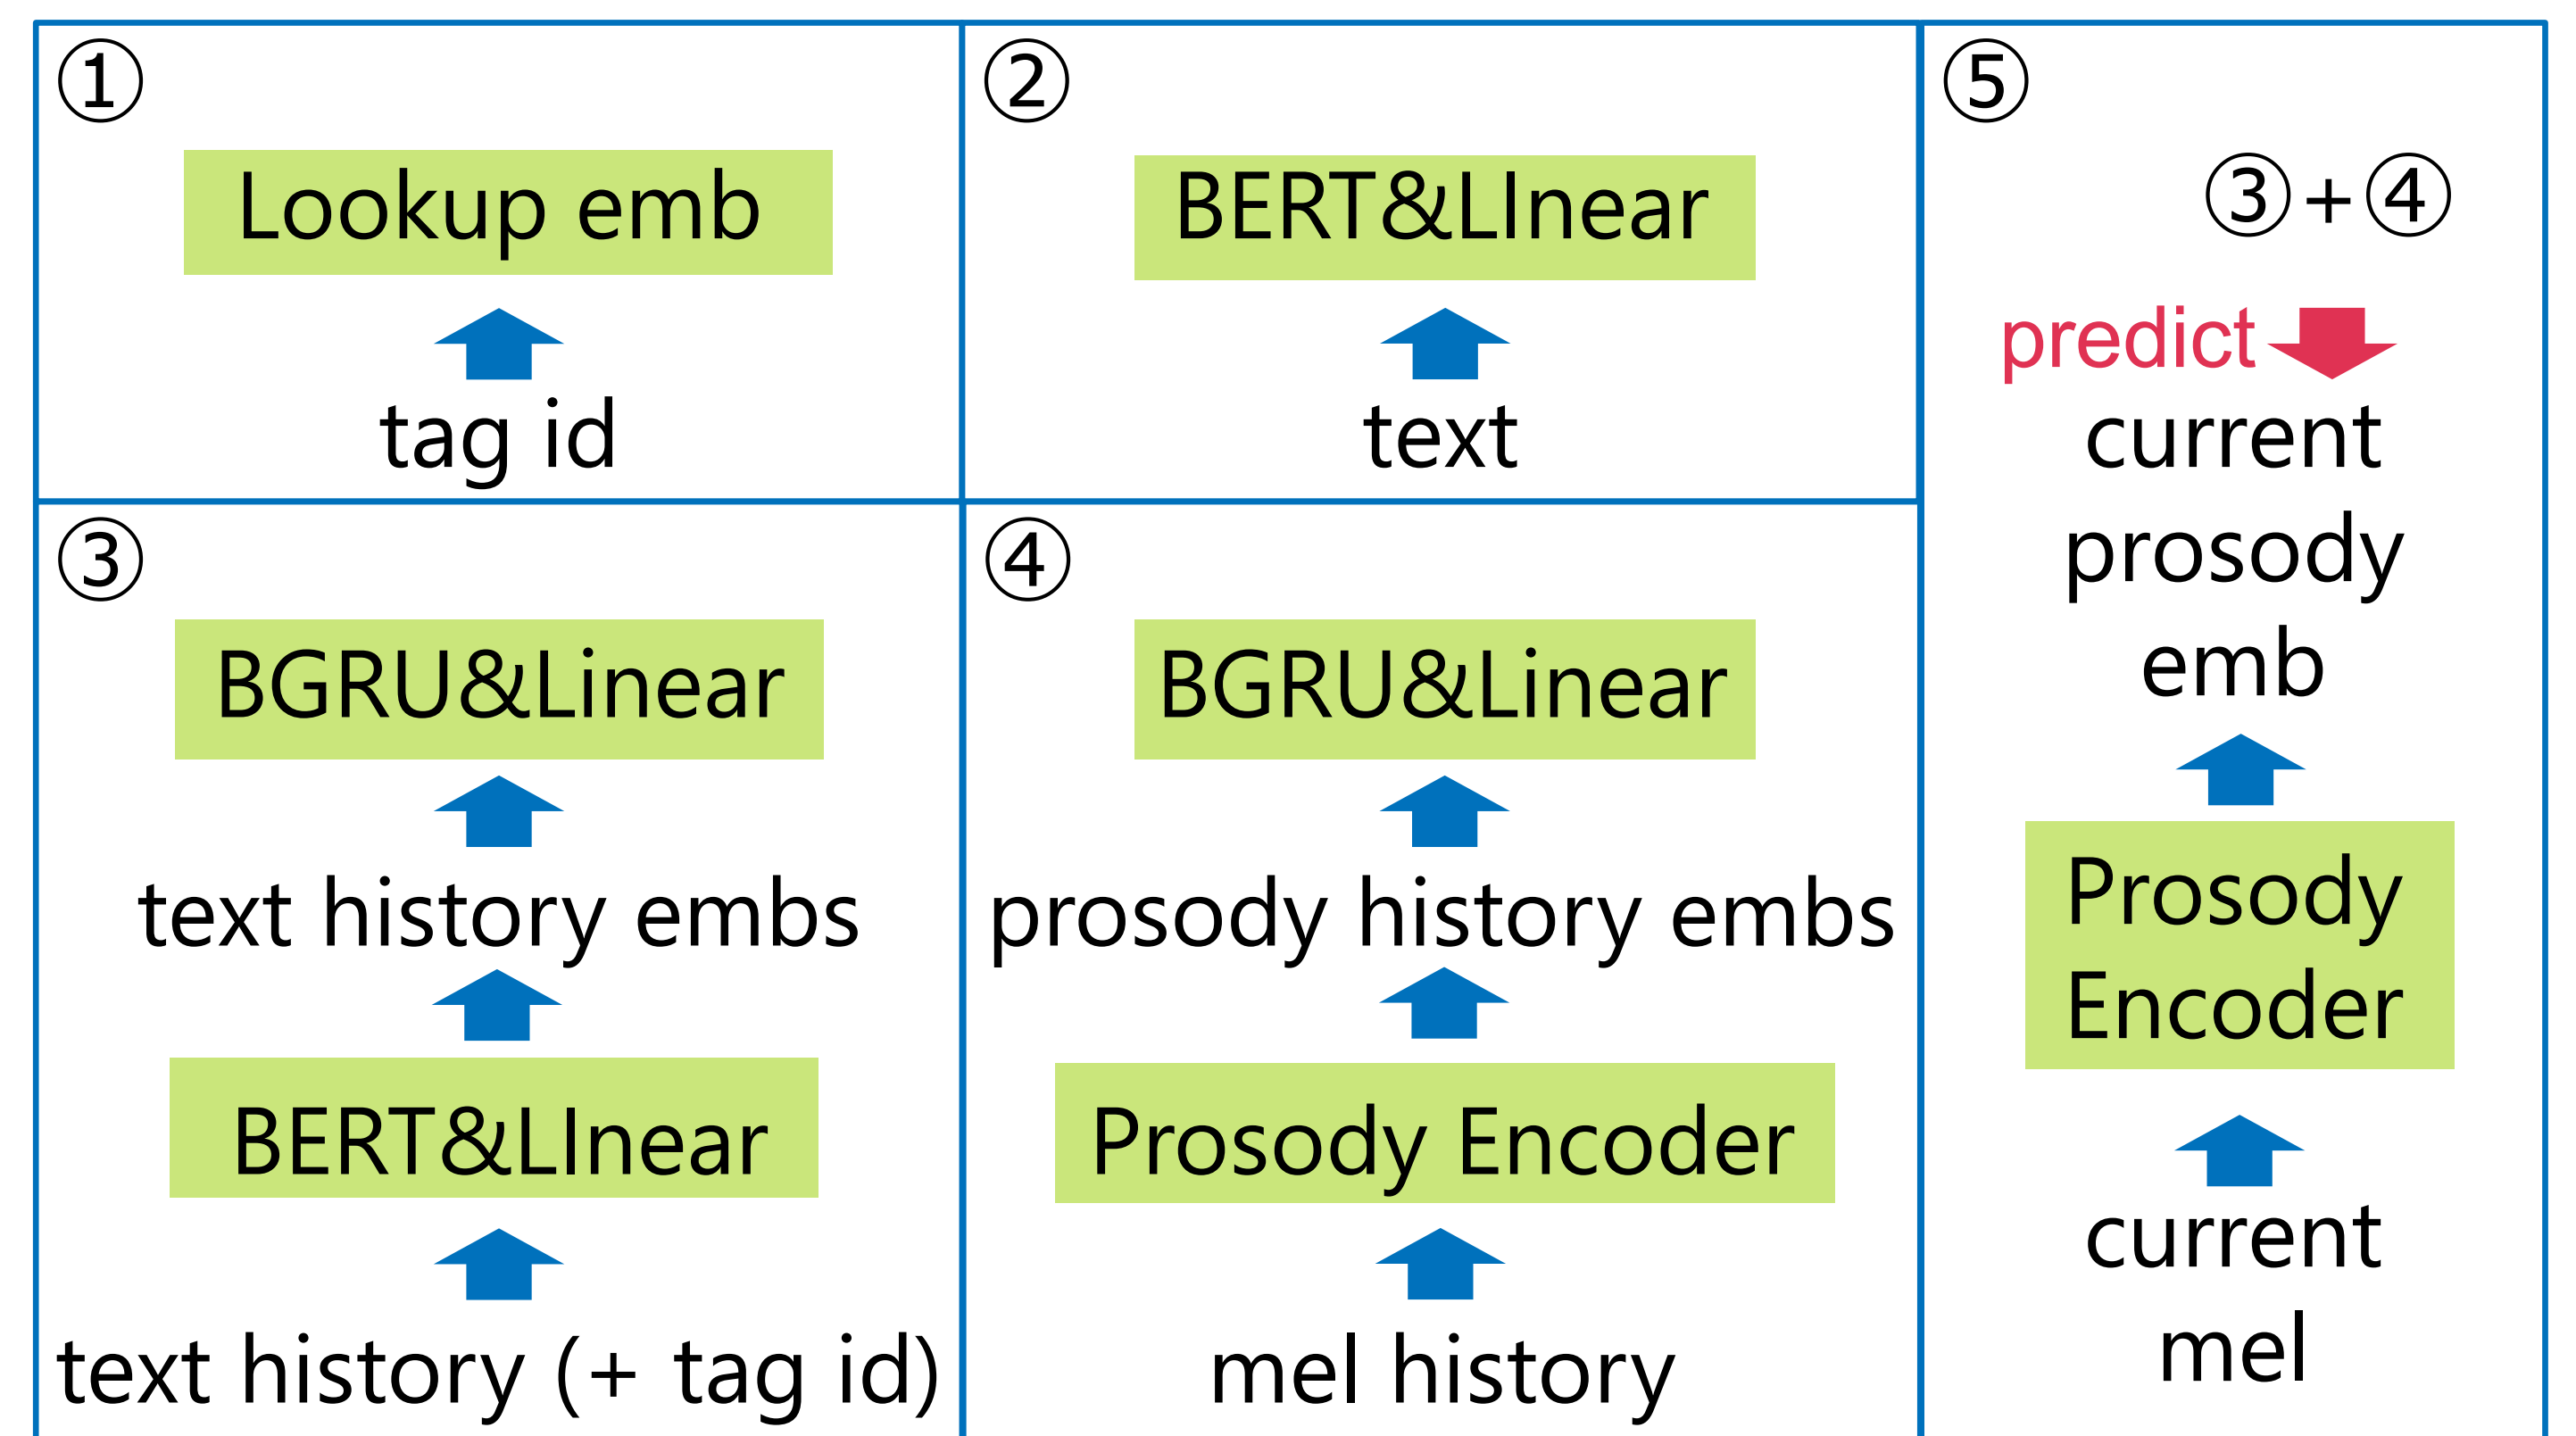 ①
Lookup emb
tag id
②
BERT&LInear
text
③
BGRU&Linear
text history embs
BERT&LInear
text history (+ tag id)
④
BGRU&Linear
prosody history embs
Prosody Encoder
mel history
⑤
③+④
predict
current
prosody
emb
Prosody
Encoder
current
mel